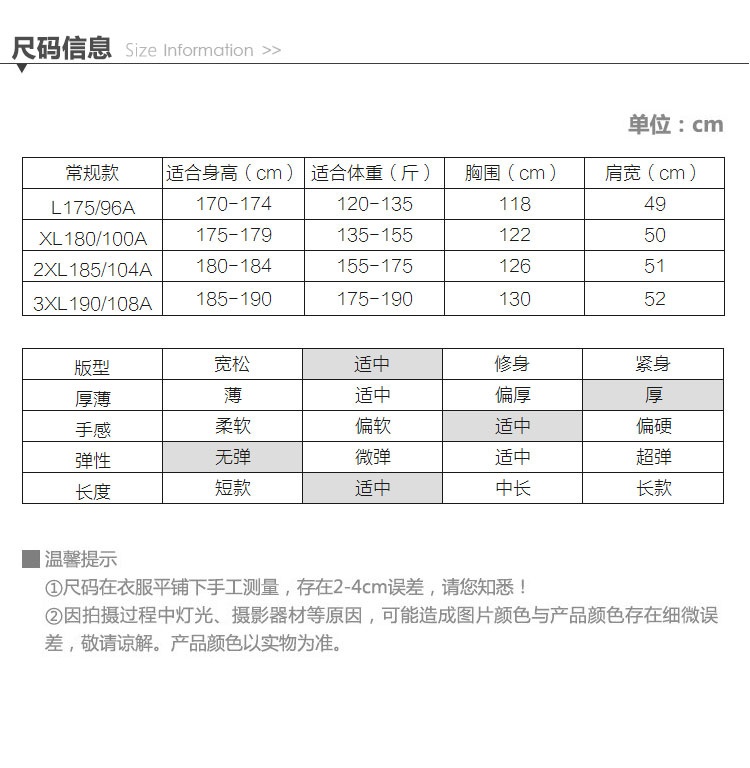 尺码信息 Size Information >>
单位：cm
常规款 适合身高（cm） 适合体重（斤） 胸围（cm） 肩宽（cm）
L175/96A 170-174 120-135 118 49
XL180/100A 175-179 135-155 122 50
2XL185/104A 180-184 155-175 126 51
3XL190/108A 185-190 175-190 130 52
版型 宽松 适中 修身 紧身
厚薄 薄 适中 偏厚 厚
手感 柔软 偏软 适中 偏硬
弹性 无弹 微弹 适中 超弹
长度 短款 适中 中长 长款
温馨提示
①尺码在衣服平铺下手工测量，存在2-4cm误差，请您知悉！
②因拍摄过程中灯光、摄影器材等原因，可能造成图片颜色与产品颜色存在细微误
差，敬请谅解。产品颜色以实物为准。